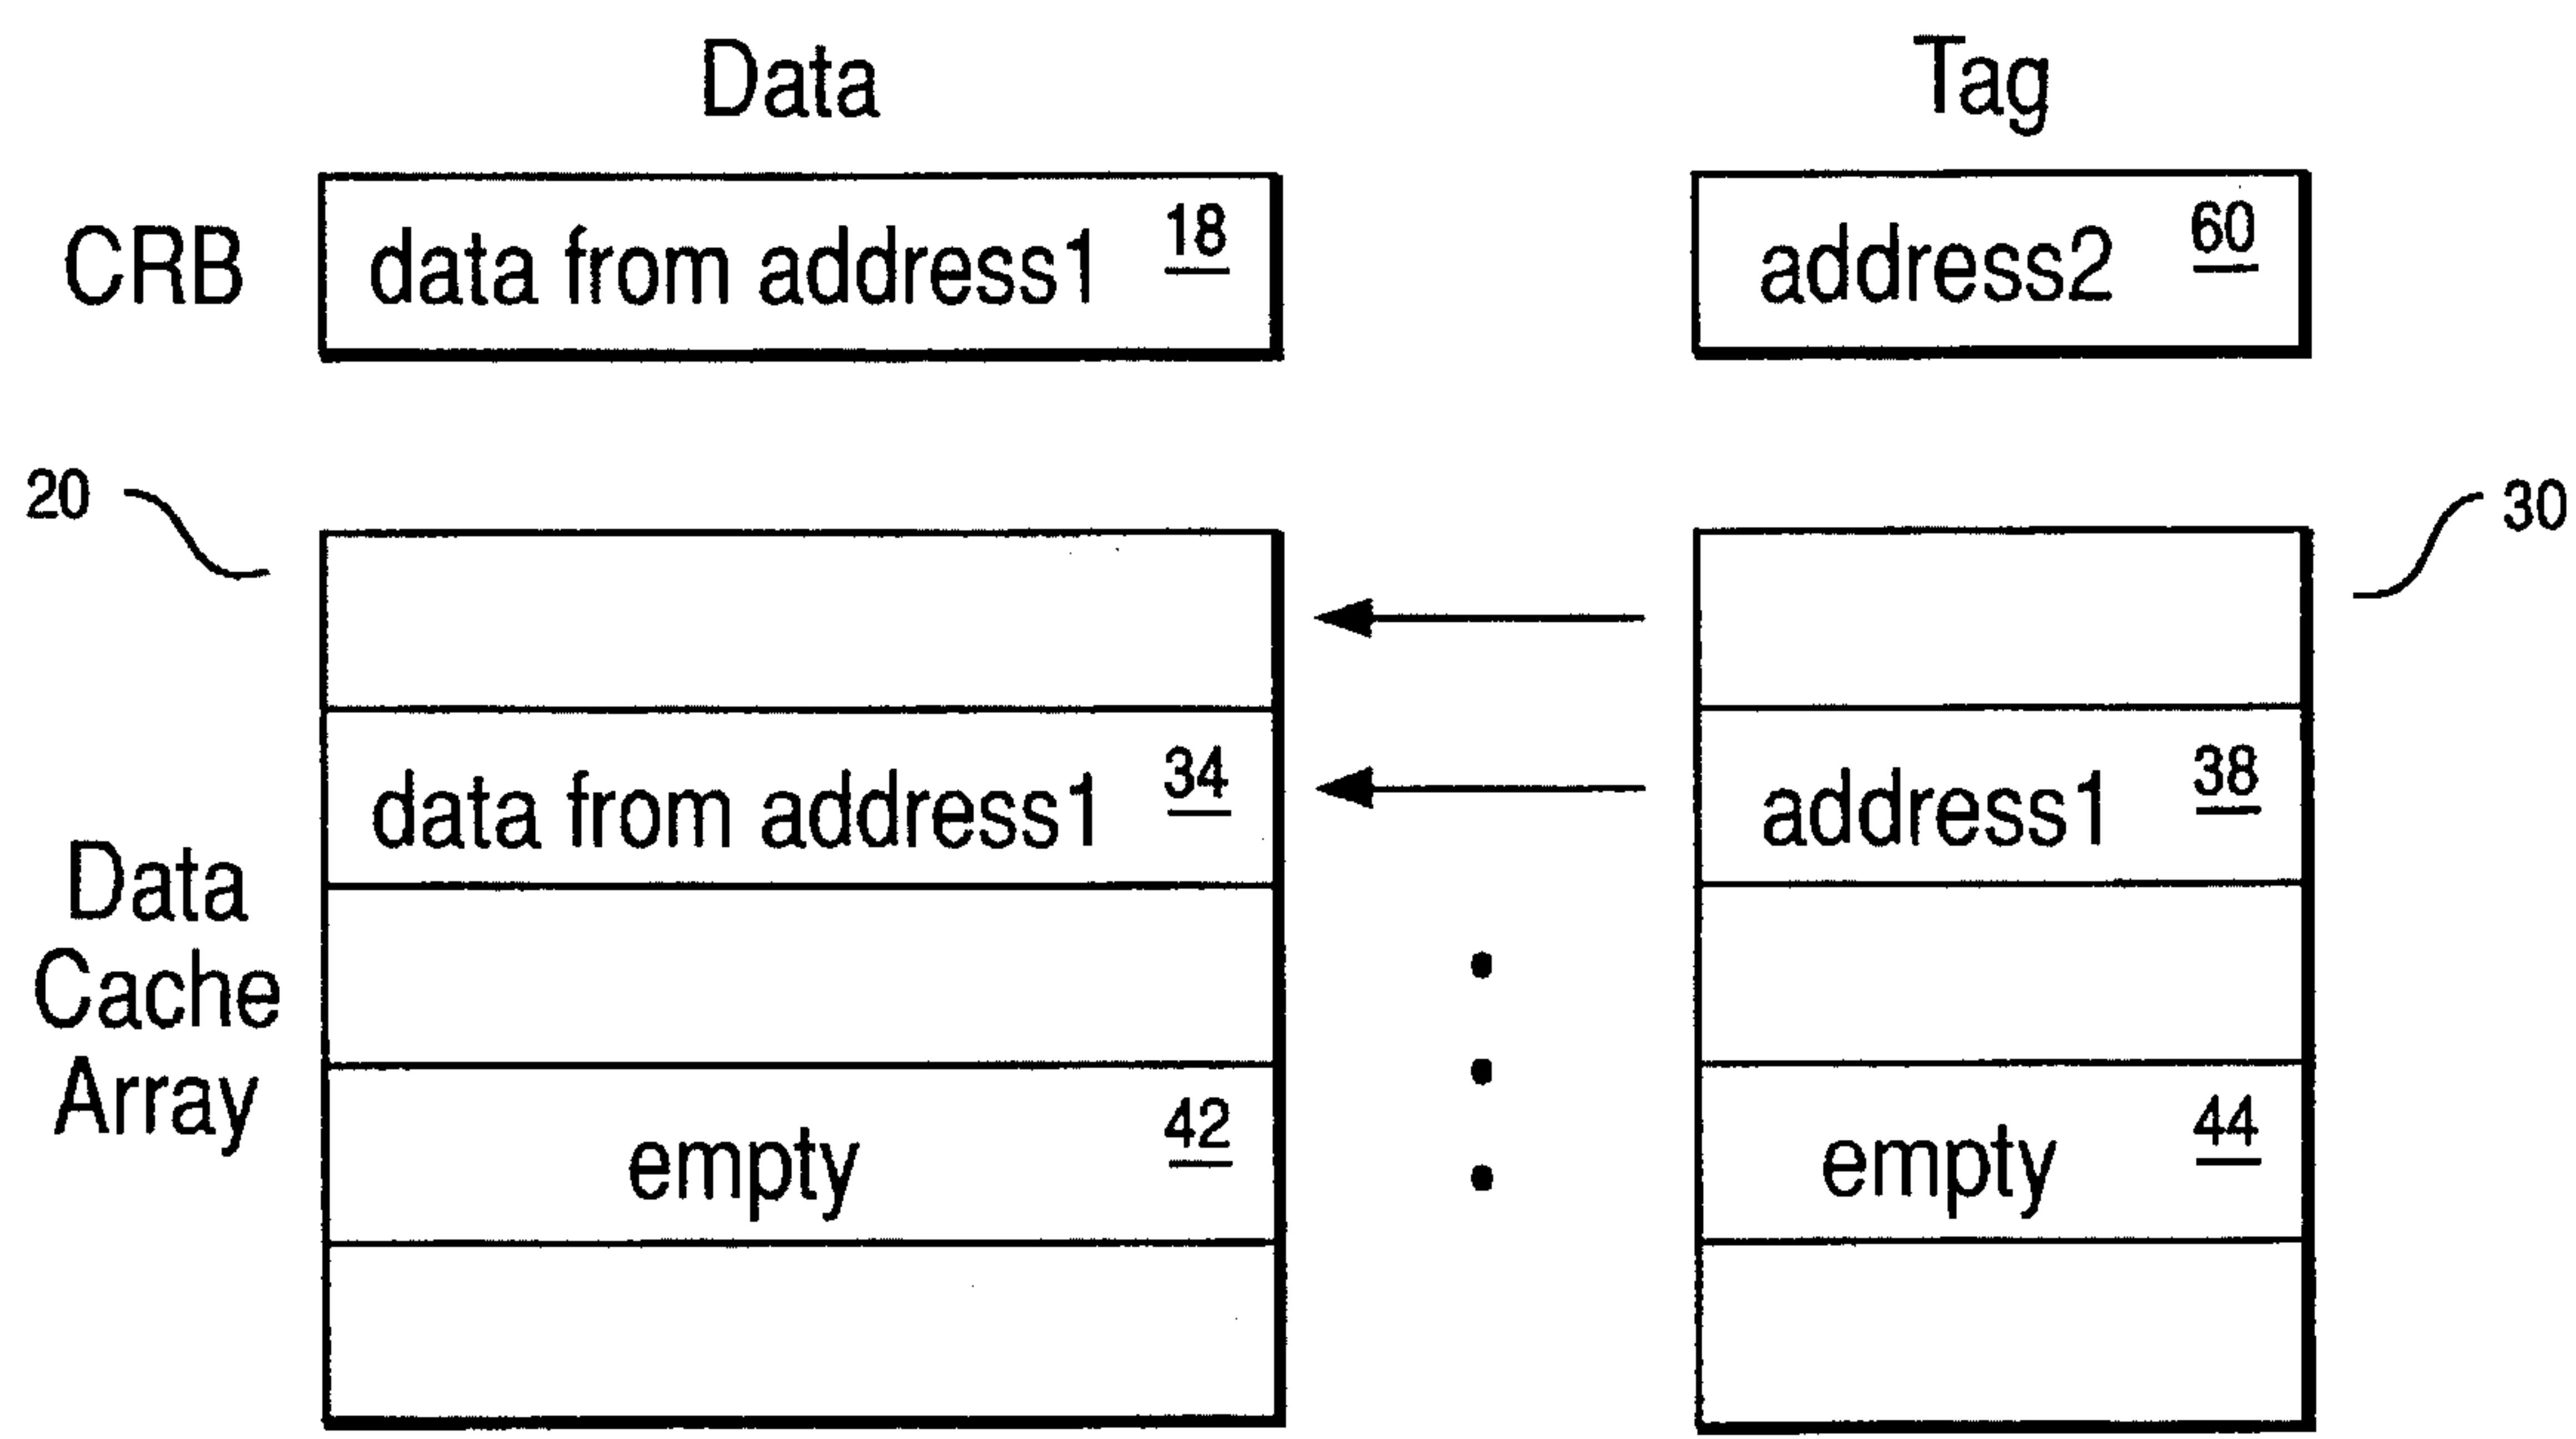 Data Tag
CRB data from address1 18 address2 60
20 30
data from address1 34 address1 38
Data
Cache
Array
empty 42 empty 44